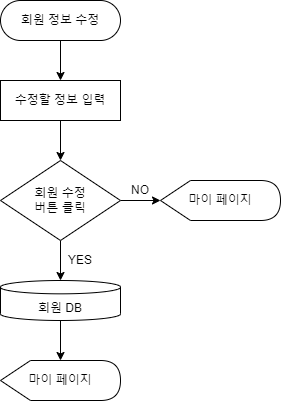 회원 정보 수정
수정할 정보 입력
회원 수정
버튼 클릭
NO
마이 페이지
YES
회원 DB
마이 페이지